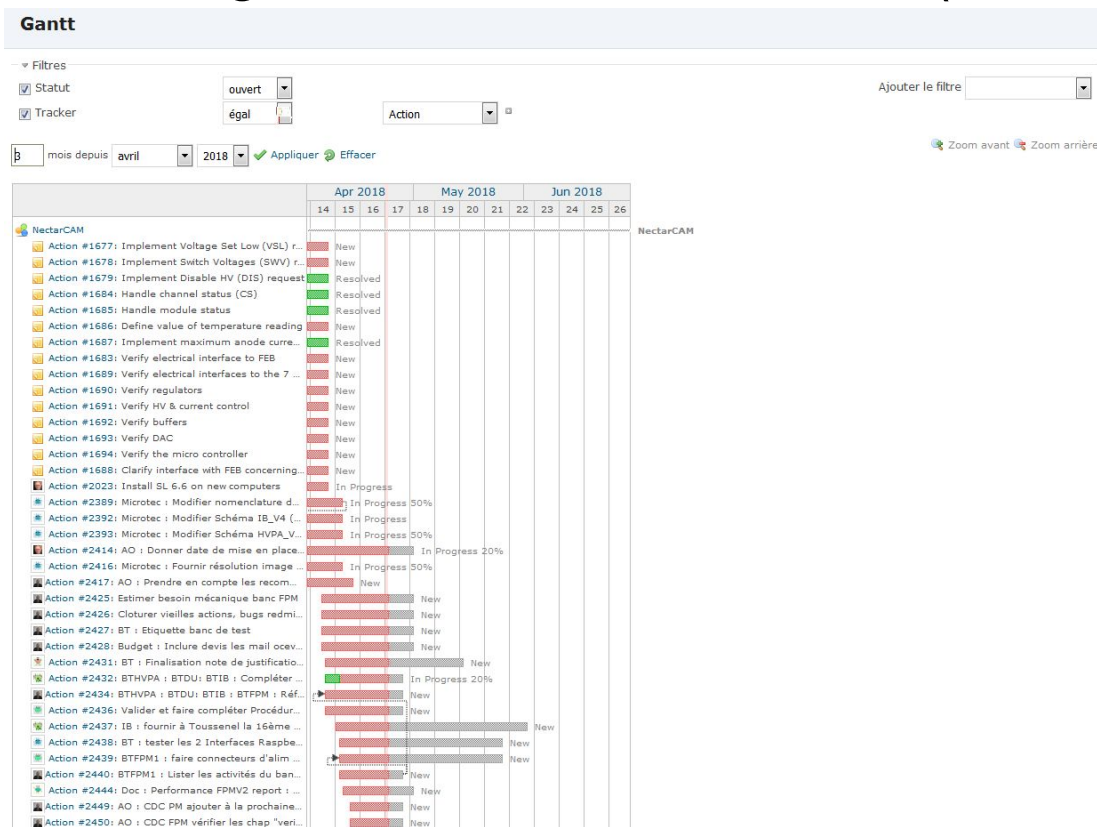 Gantt
Filtres
Statut ouvert Ajouter le filtre
Tracker égal Action
3 mois depuis avril 2018 Appliquer Effacer
Zoom avant Zoom arrière
Apr 2018 May 2018 Jun 2018
14 15 16 17 18 19 20 21 22 23 24 25 26
NectarCAM NectarCAM
Action #1677: Implement Voltage Set Low (VSL) r... New
Action #1678: Implement Switch Voltages (SWV) r... New
Action #1679: Implement Disable HV (DIS) request Resolved
Action #1684: Handle channel status (CS) Resolved
Action #1685: Handle module status Resolved
Action #1686: Define value of temperature reading New
Action #1687: Implement maximum anode curre... Resolved
Action #1683: Verify electrical interface to FEB New
Action #1689: Verify electrical interfaces to the 7 ... New
Action #1690: Verify regulators New
Action #1691: Verify HV & current control New
Action #1692: Verify buffers New
Action #1693: Verify DAC New
Action #1694: Verify the micro controller New
Action #1688: Clarify interface with FEB concerning... New
Action #2023: Install SL 6.6 on new computers In Progress
Action #2389: Microtec : Modifier nomenclature d... In Progress 50%
Action #2392: Microtec : Modifier Schéma IB_V4 (... In Progress
Action #2393: Microtec : Modifier Schéma HVPA_V... In Progress 50%
Action #2414: AO : Donner date de mise en place... In Progress 20%
Action #2416: Microtec : Fournir résolution image ... In Progress 50%
Action #2417: AO : Prendre en compte les recom... New
Action #2425: Estimer besoin mécanique banc FPM New
Action #2426: Cloturer vieilles actions, bugs redmi... New
Action #2427: BT : Etiquette banc de test New
Action #2428: Budget : Inclure devis les mail ocev... New
Action #2431: BT : Finalisation note de justificatio... New
Action #2432: BTHVPA : BTDU: BTIB : Compléter ... In Progress 20%
Action #2434: BTHVPA : BTDU: BTIB : BTFPM : Réf... New
Action #2436: Valider et faire compléter Procédur... New
Action #2437: IB : fournir à Toussenel la 16ème ... New
Action #2438: BT : tester les 2 Interfaces Raspbe... New
Action #2439: BTFPM1 : faire connecteurs d'alim ... New
Action #2440: BTFPM1 : Lister les activités du ban... New
Action #2444: Doc : Performance FPMV2 report : ... New
Action #2449: AO : CDC PM ajouter à la prochaine... New
Action #2450: AO : CDC FPM vérifier les chap "veri... New